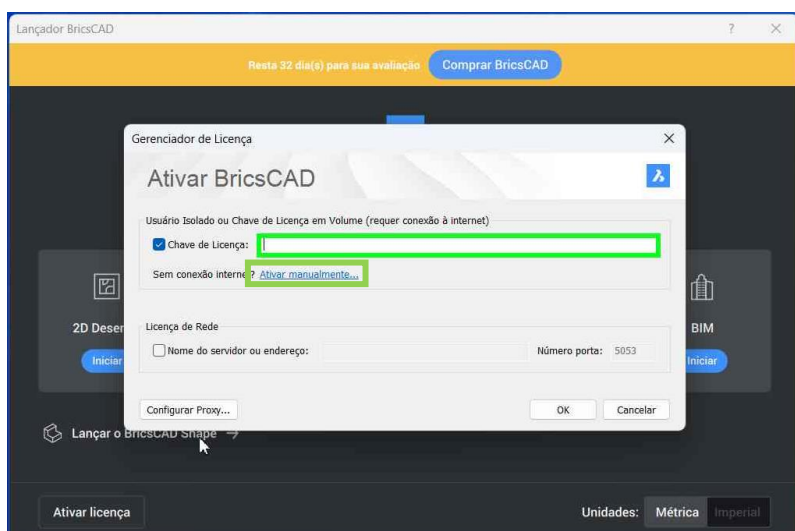 Lançador BricsCAD
Resta 32 dia(s) para sua avaliação Comprar BricsCAD
Gerenciador de Licença
Ativar BricsCAD
Usuário Isolado ou Chave de Licença em Volume (requer conexão à internet)
Chave de Licença:
Sem conexão interne ? Ativar manualmente...
Licença de Rede
Nome do servidor ou endereço: Número porta: 5053
Configurar Proxy... OK Cancelar
2D Deser BIM
Iniciar Iniciar
Lançar o BricsCAD Shape →
Ativar licença Unidades: Métrica Imperial